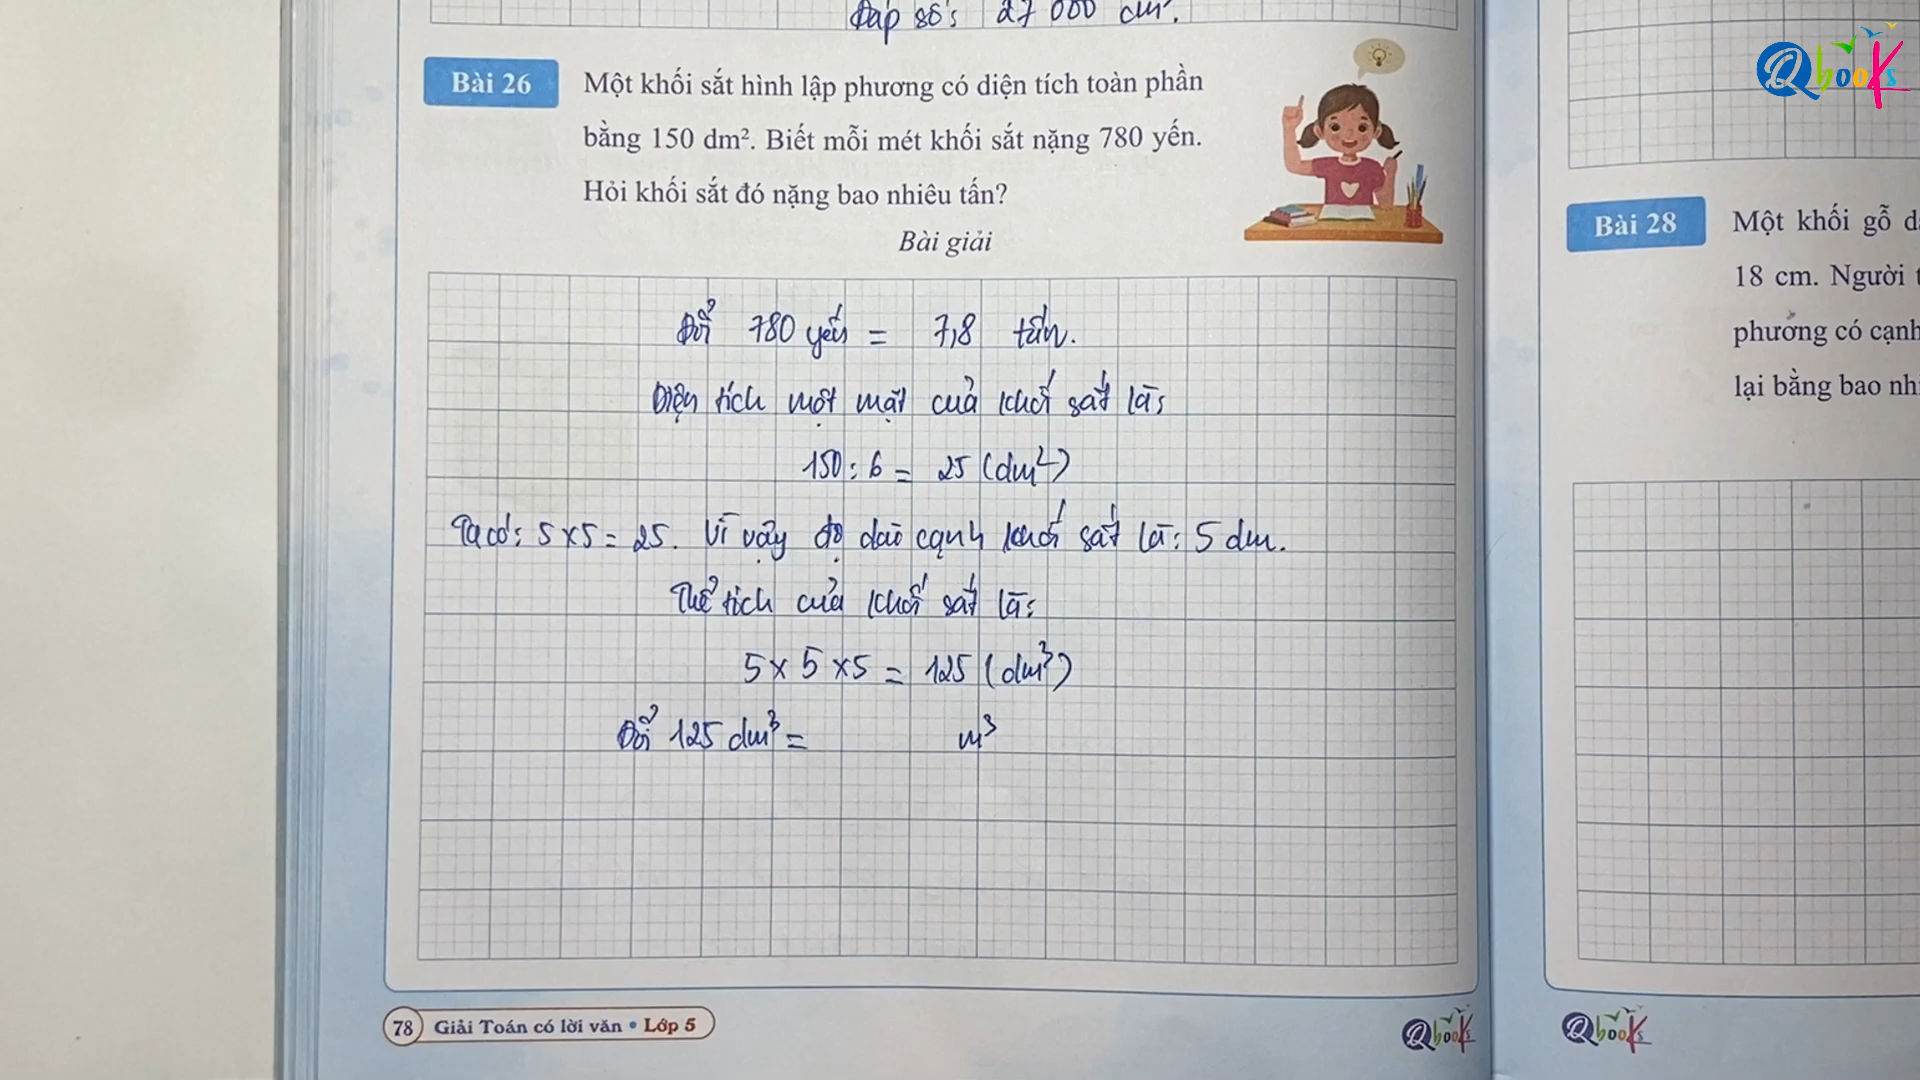 Đáp số: 27 000 cm³.
Qbooks
Bài 26
Một khối sắt hình lập phương có diện tích toàn phần
bằng 150 dm². Biết mỗi mét khối sắt nặng 780 yến.
Hỏi khối sắt đó nặng bao nhiêu tấn?
Bài giải
Đổi 780 yến = 7,8 tấn.
Diện tích một mặt của khối sắt là:
150 : 6 = 25 (dm²)
Ta có: 5 x 5 = 25. Vì vậy độ dài cạnh khối sắt là: 5 dm.
Thể tích của khối sắt là:
5 x 5 x 5 = 125 (dm³)
Đổi 125 dm³ = m³
78 Giải Toán có lời văn • Lớp 5
Qbooks
Bài 28
Một khối gỗ d
18 cm. Người
phương có cạnh
lại bằng bao nh
Qbooks